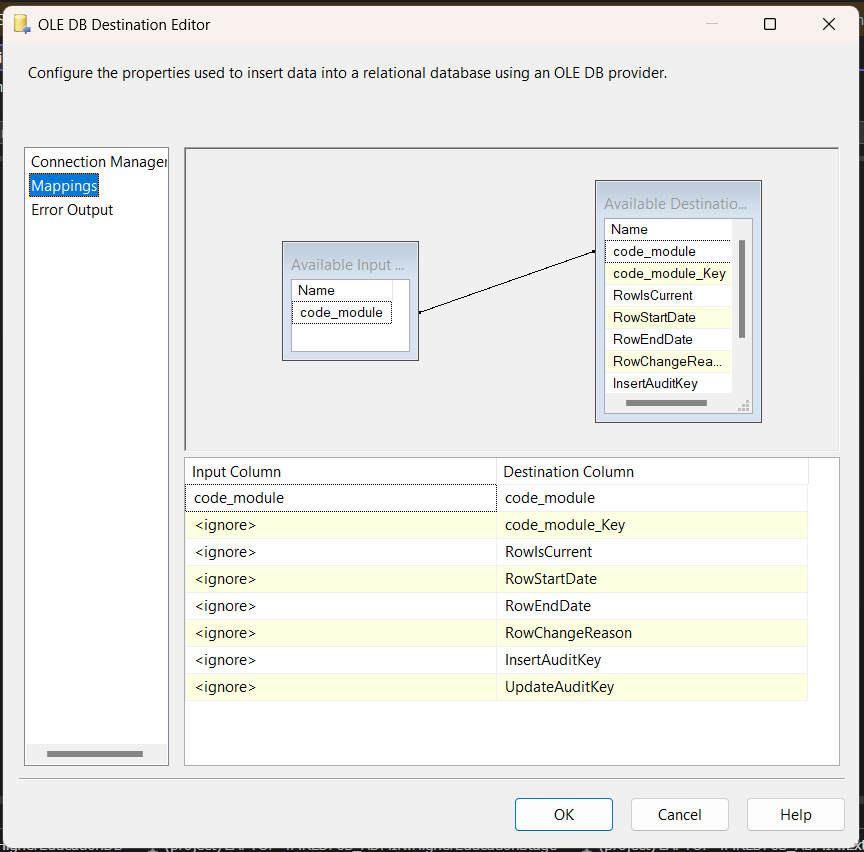 OLE DB Destination Editor
Configure the properties used to insert data into a relational database using an OLE DB provider.
Connection Manager
Mappings
Error Output
Available Input ...
Name
code_module
Available Destinatio...
Name
code_module
code_module_Key
RowIsCurrent
RowStartDate
RowEndDate
RowChangeRea...
InsertAuditKey
Input Column Destination Column
code_module code_module
<ignore> code_module_Key
<ignore> RowIsCurrent
<ignore> RowStartDate
<ignore> RowEndDate
<ignore> RowChangeReason
<ignore> InsertAuditKey
<ignore> UpdateAuditKey
OK Cancel Help